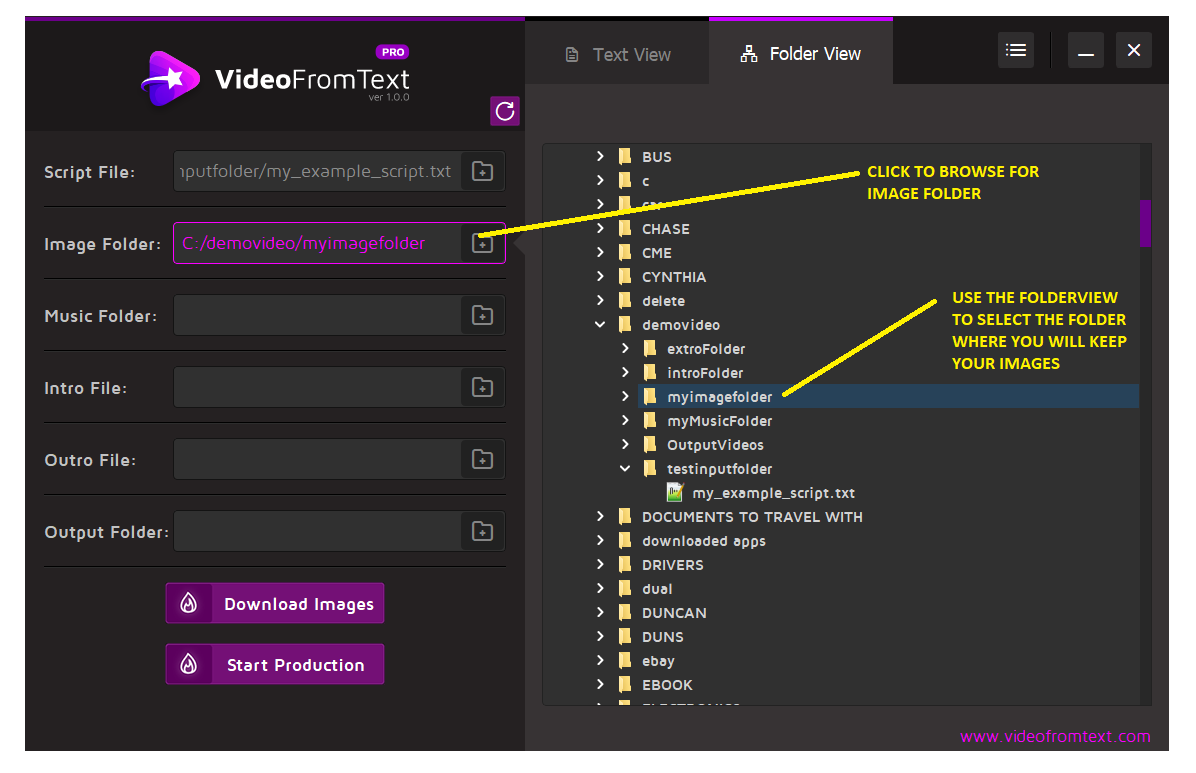 PRO
VideoFromText
ver 1.0.0
Text View
Folder View
Script File:
nputfolder/my_example_script.txt
Image Folder:
C:/demovideo/myimagefolder
Music Folder:
Intro File:
Outro File:
Output Folder:
Download Images
Start Production
BUS
c
CHASE
CME
CYNTHIA
delete
demovideo
extroFolder
introFolder
myimagefolder
myMusicFolder
OutputVideos
testinputfolder
my_example_script.txt
DOCUMENTS TO TRAVEL WITH
downloaded apps
DRIVERS
dual
DUNCAN
DUNS
ebay
EBOOK
ELECTRONICS
CLICK TO BROWSE FOR
IMAGE FOLDER
USE THE FOLDERVIEW
TO SELECT THE FOLDER
WHERE YOU WILL KEEP
YOUR IMAGES
www.videofromtext.com